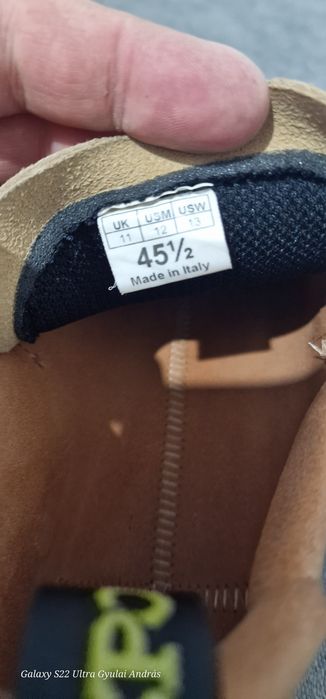 UK USM USW
11 12 13
45½
Made in Italy
Galaxy S22 Ultra Gyulai András